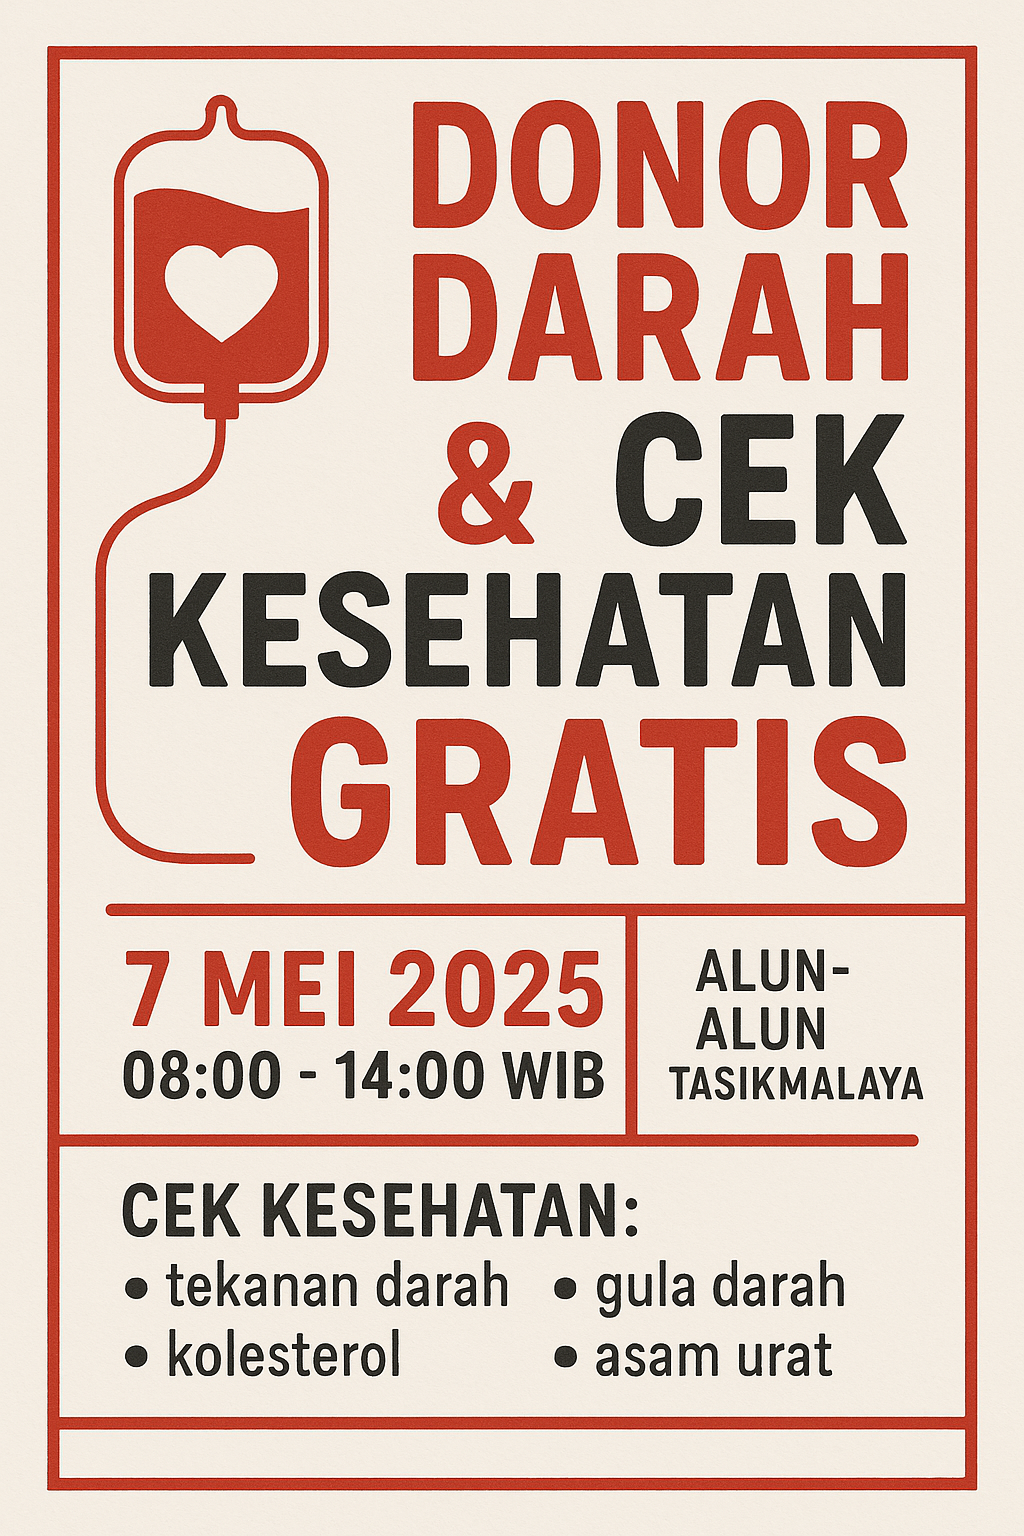 DONOR
DARAH
& CEK
KESEHATAN
GRATIS
7 MEI 2025
08:00 - 14:00 WIB
ALUN-
ALUN
TASIKMALAYA
CEK KESEHATAN:
• tekanan darah • gula darah
• kolesterol • asam urat